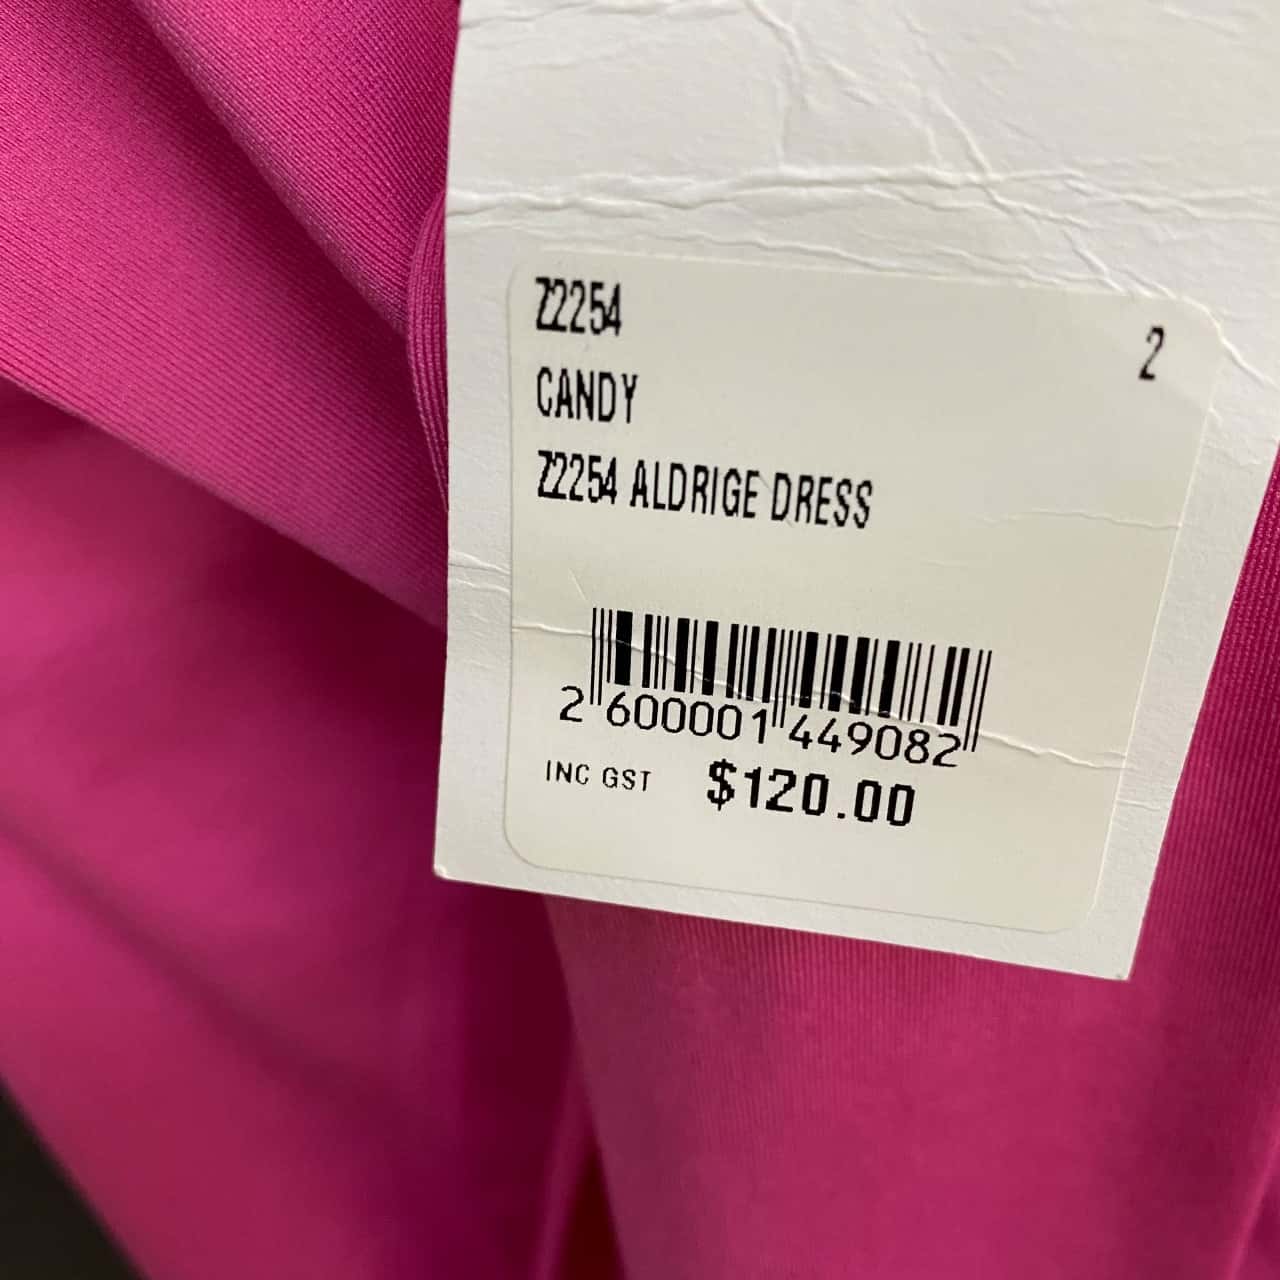 Z2254
2
CANDY
Z2254 ALDRIGE DRESS
2 600001 449082
INC GST $120.00